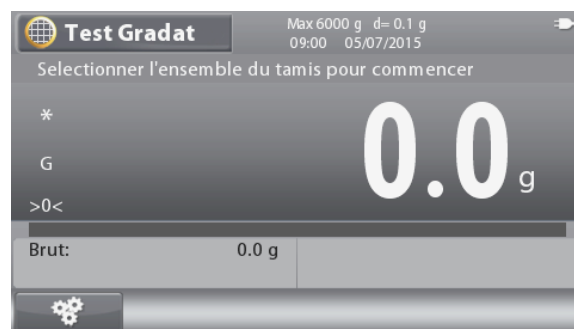 Test Gradat
Max 6000 g d= 0.1 g
09:00 05/07/2015
Selectionner l'ensemble du tamis pour commencer
*
G
>0<
0.0 g
Brut: 0.0 g